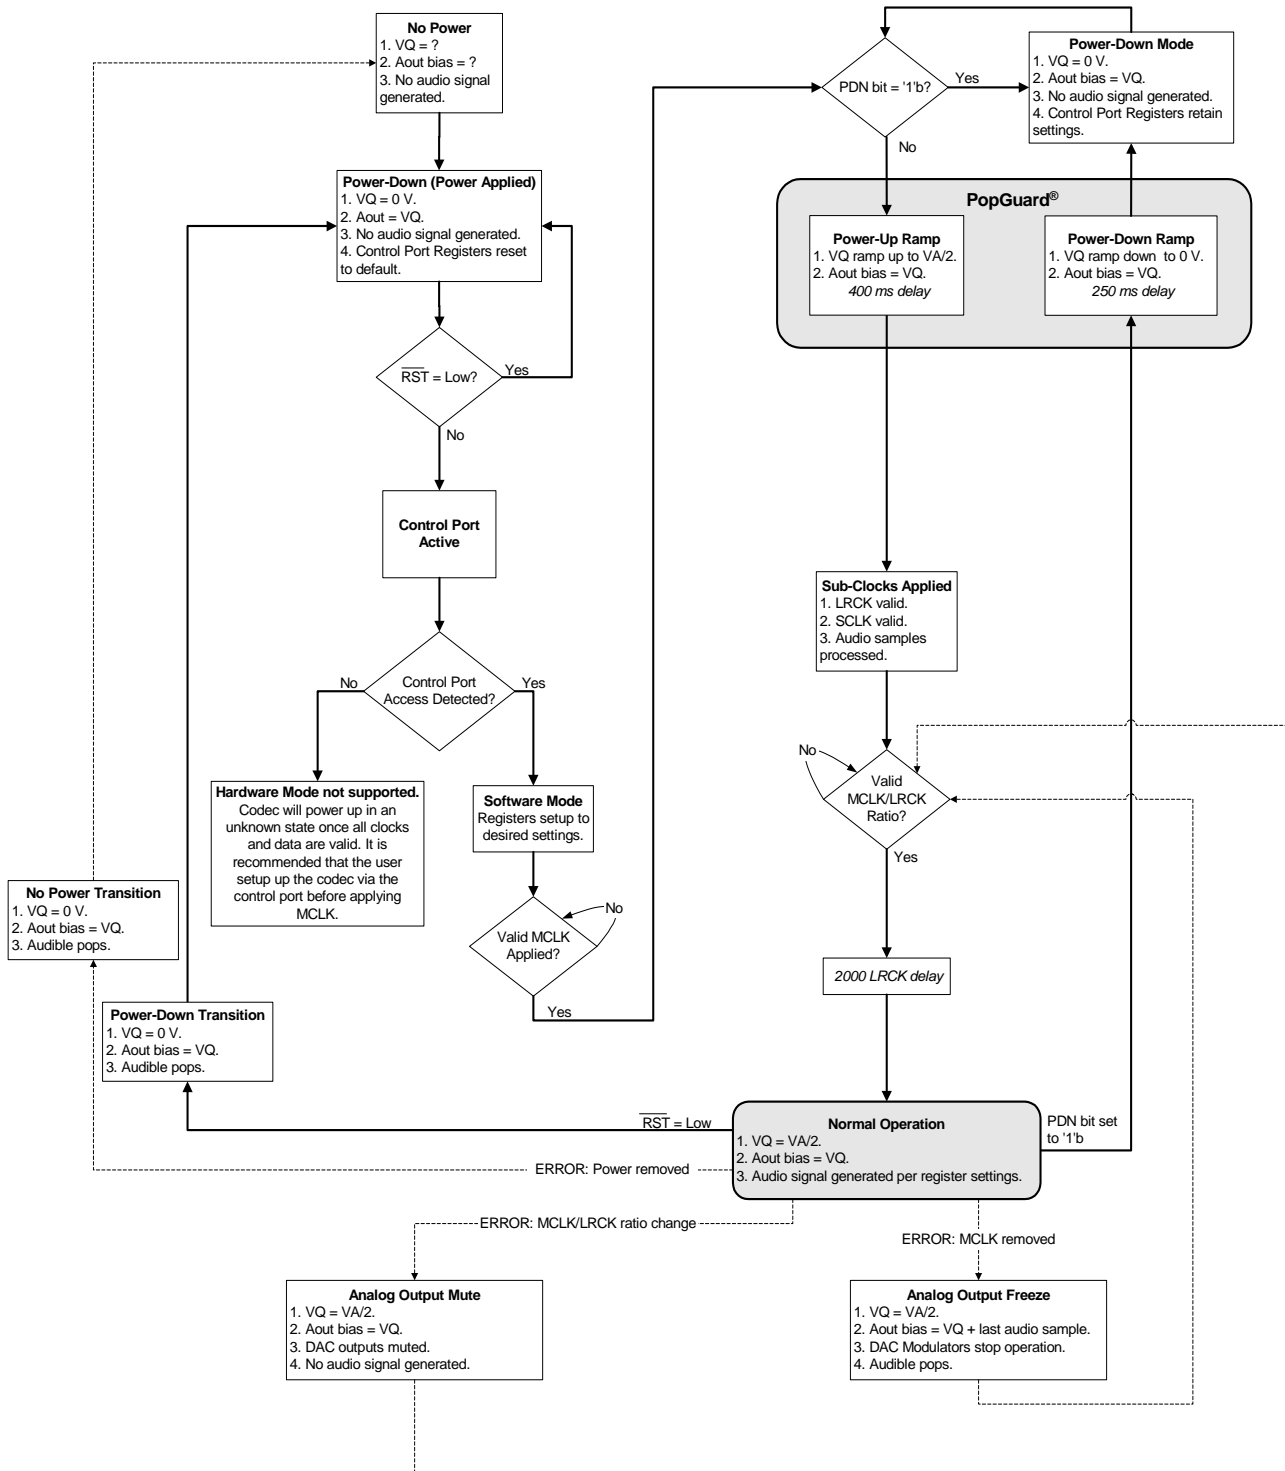 No Power
1. VQ = ?
2. Aout bias = ?
3. No audio signal
generated.
Power-Down (Power Applied)
1. VQ = 0 V.
2. Aout = VQ.
3. No audio signal generated.
4. Control Port Registers reset
to default.
RST = Low?
Yes
No
Control Port
Active
Control Port
Access Detected?
No
Yes
Hardware Mode not supported.
Codec will power up in an
unknown state once all clocks
and data are valid. It is
recommended that the user
setup up the codec via the
control port before applying
MCLK.
Software Mode
Registers setup to
desired settings.
Valid MCLK
Applied?
No
Yes
PDN bit = '1'b?
Yes
No
Power-Down Mode
1. VQ = 0 V.
2. Aout bias = VQ.
3. No audio signal generated.
4. Control Port Registers retain
settings.
PopGuard®
Power-Up Ramp
1. VQ ramp up to VA/2.
2. Aout bias = VQ.
400 ms delay
Power-Down Ramp
1. VQ ramp down to 0 V.
2. Aout bias = VQ.
250 ms delay
Sub-Clocks Applied
1. LRCK valid.
2. SCLK valid.
3. Audio samples
processed.
No
Valid
MCLK/LRCK
Ratio?
Yes
2000 LRCK delay
No Power Transition
1. VQ = 0 V.
2. Aout bias = VQ.
3. Audible pops.
Power-Down Transition
1. VQ = 0 V.
2. Aout bias = VQ.
3. Audible pops.
RST = Low
Normal Operation
1. VQ = VA/2.
2. Aout bias = VQ.
3. Audio signal generated per register settings.
PDN bit set
to '1'b
ERROR: Power removed
ERROR: MCLK/LRCK ratio change
ERROR: MCLK removed
Analog Output Mute
1. VQ = VA/2.
2. Aout bias = VQ.
3. DAC outputs muted.
4. No audio signal generated.
Analog Output Freeze
1. VQ = VA/2.
2. Aout bias = VQ + last audio sample.
3. DAC Modulators stop operation.
4. Audible pops.